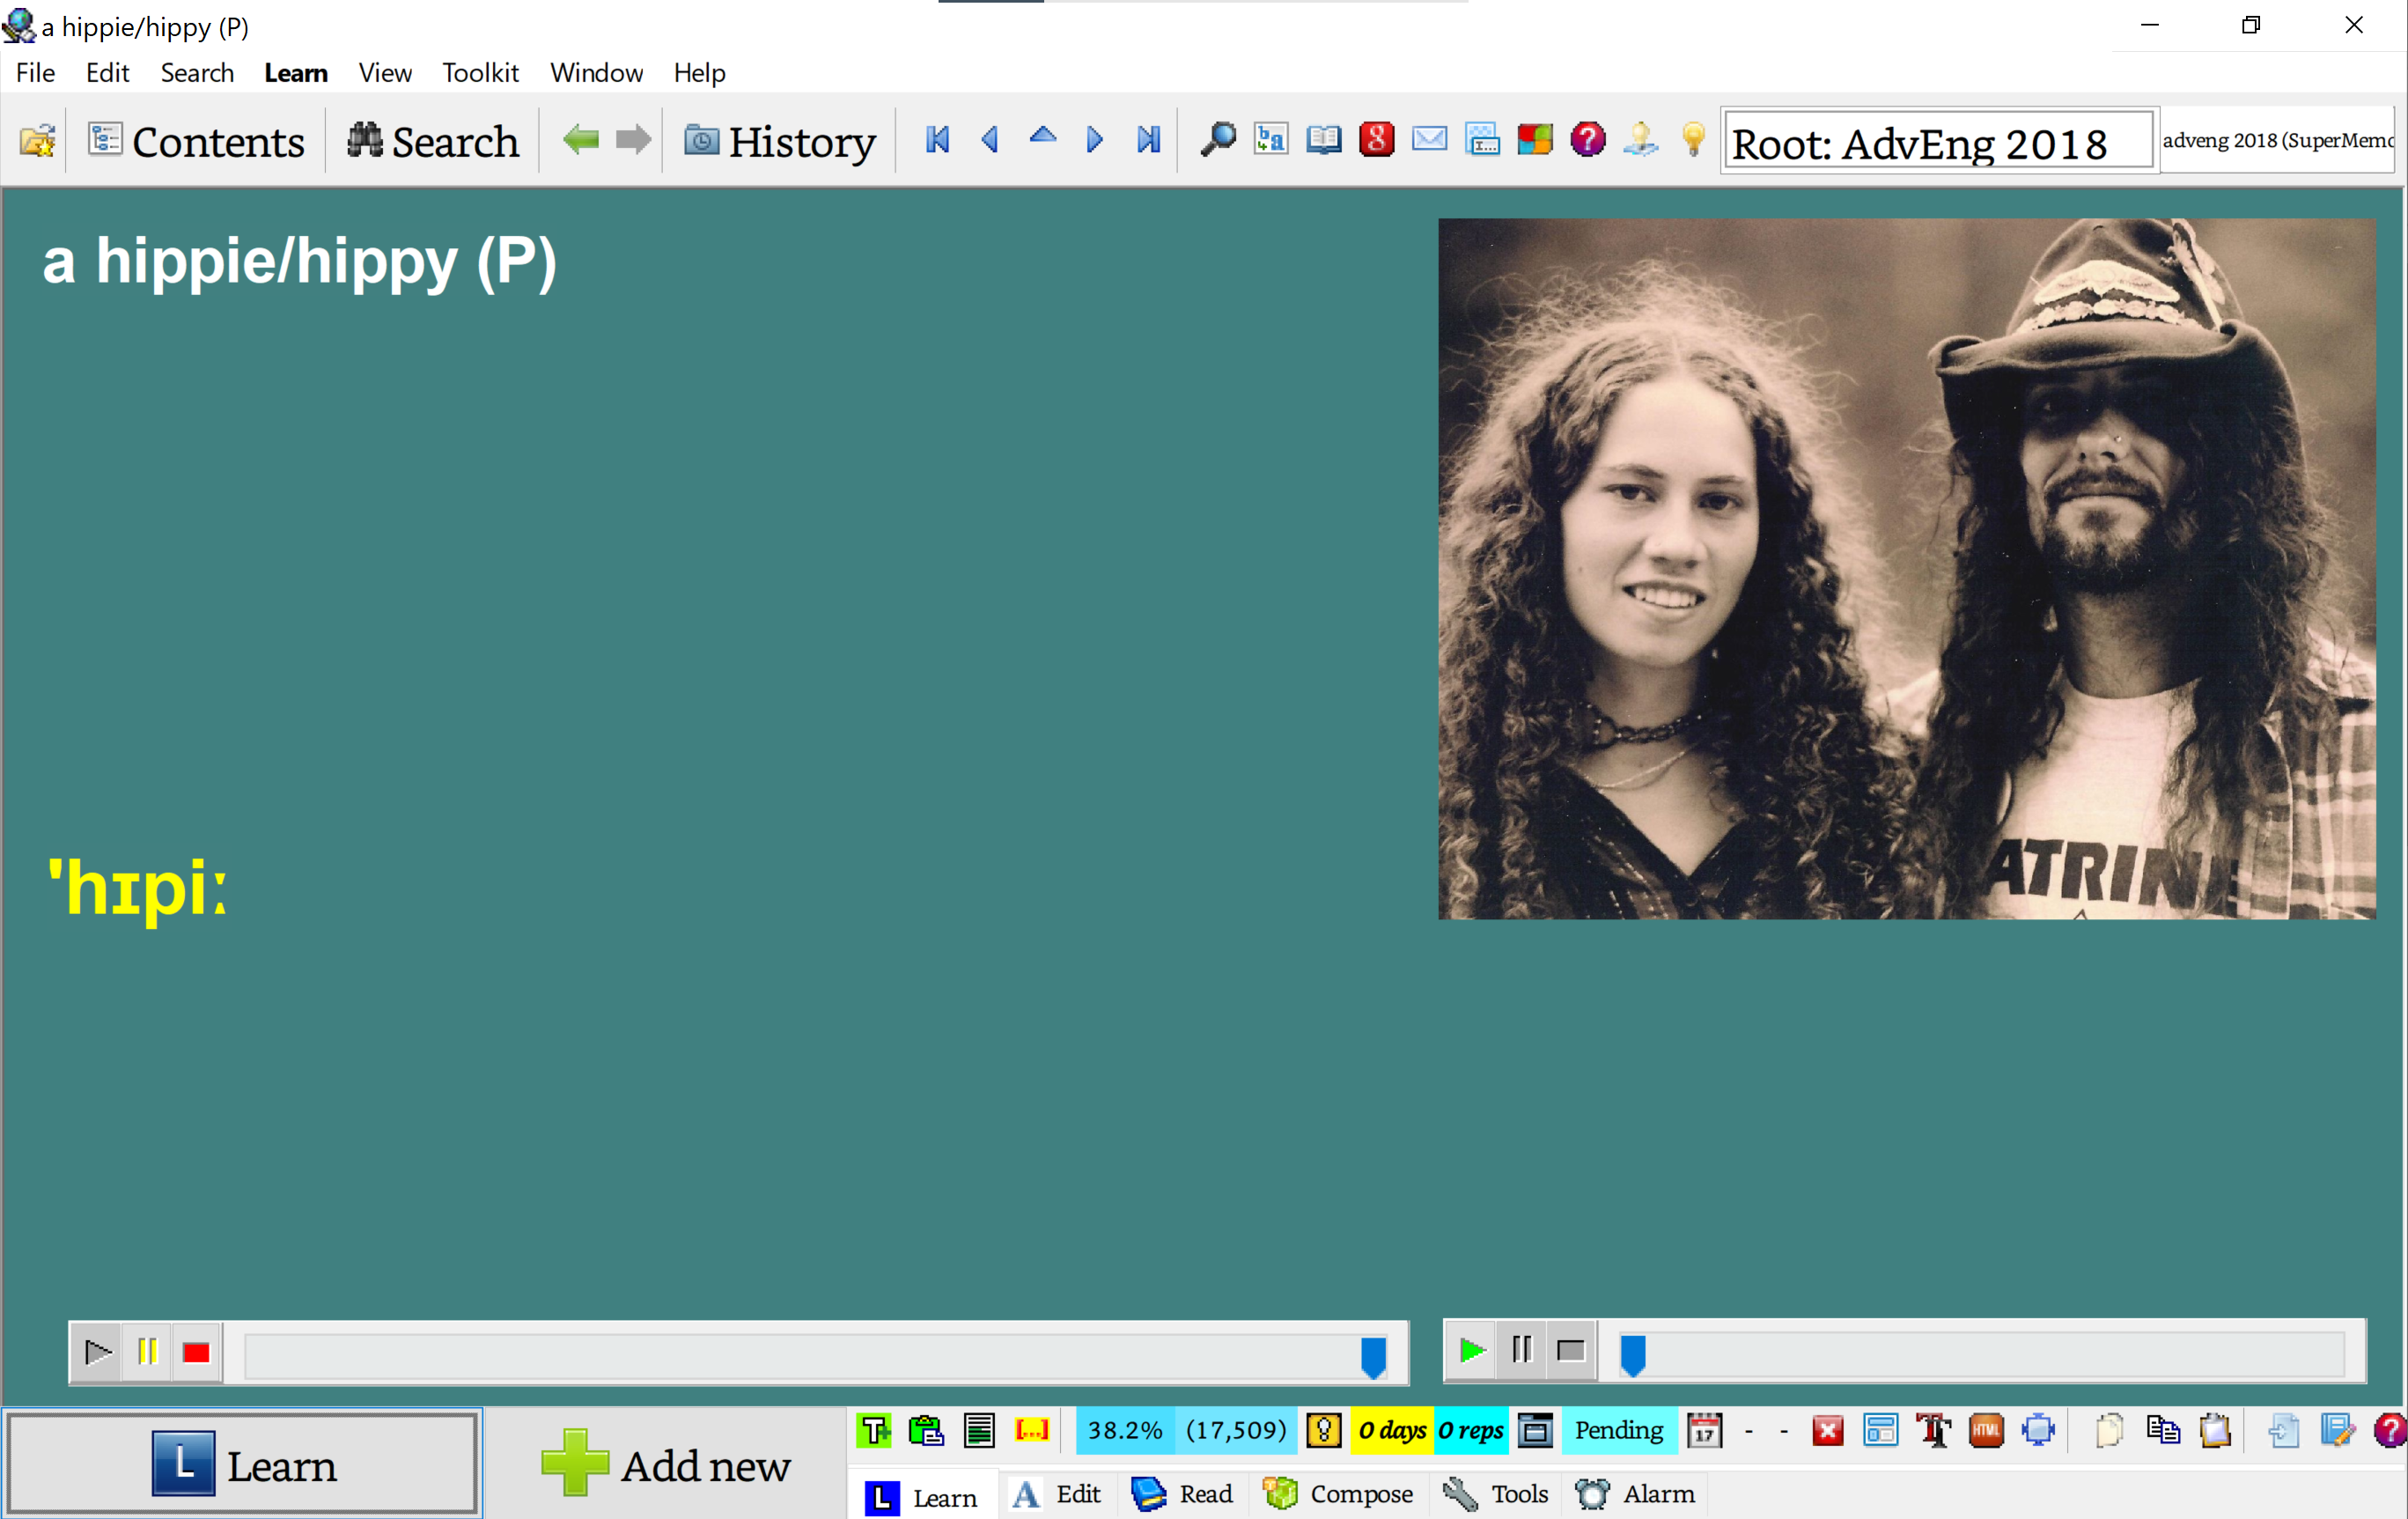 a hippie/hippy (P)
File Edit Search Learn View Toolkit Window Help
Contents Search History Root: AdvEng 2018 adveng 2018 (SuperMemo
a hippie/hippy (P)
ATRIN
'hɪpiː
38.2% (17,509) 0 days 0 reps Pending 17 - - HTML
L Learn Add new
L Learn A Edit Read Compose Tools Alarm